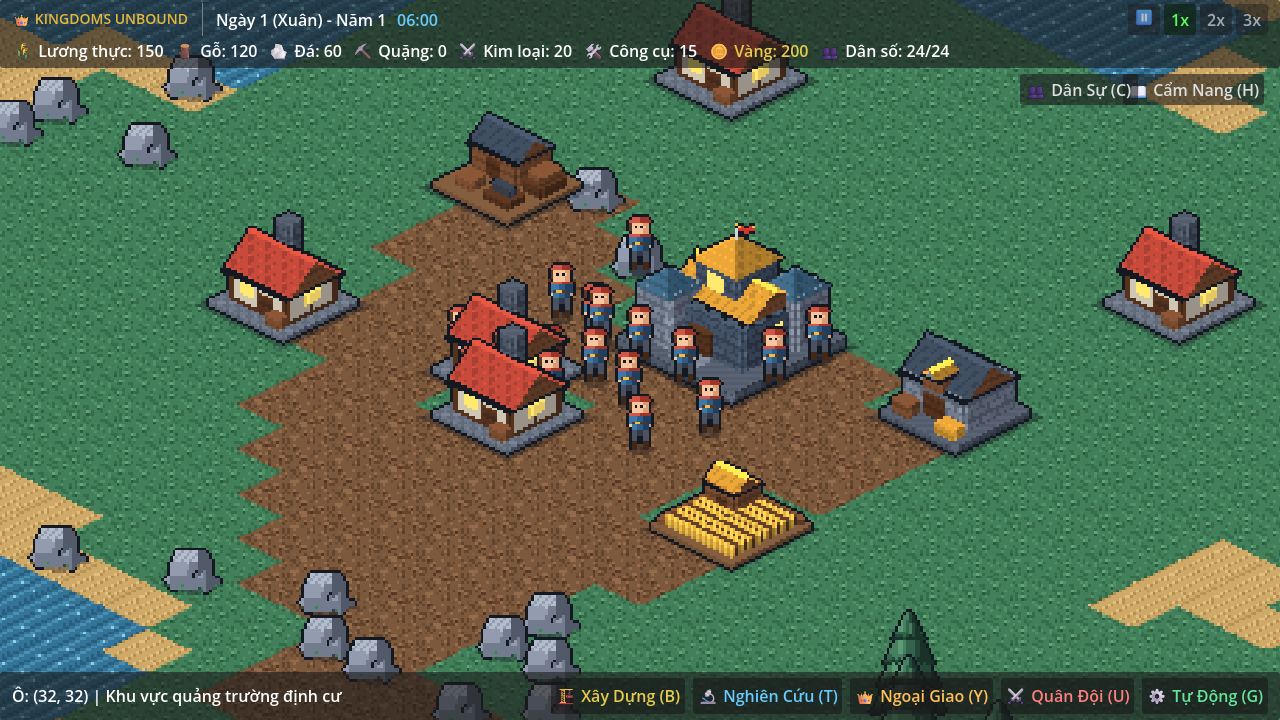 KINGDOMS UNBOUND Ngày 1 (Xuân) - Năm 1 06:00 1x 2x 3x
Lương thực: 150 Gỗ: 120 Đá: 60 Quặng: 0 Kim loại: 20 Công cụ: 15 Vàng: 200 Dân số: 24/24
Dân Sự (C) Cẩm Nang (H)
Ô: (32, 32) | Khu vực quảng trường định cư Xây Dựng (B) Nghiên Cứu (T) Ngoại Giao (Y) Quân Đội (U) Tự Động (G)